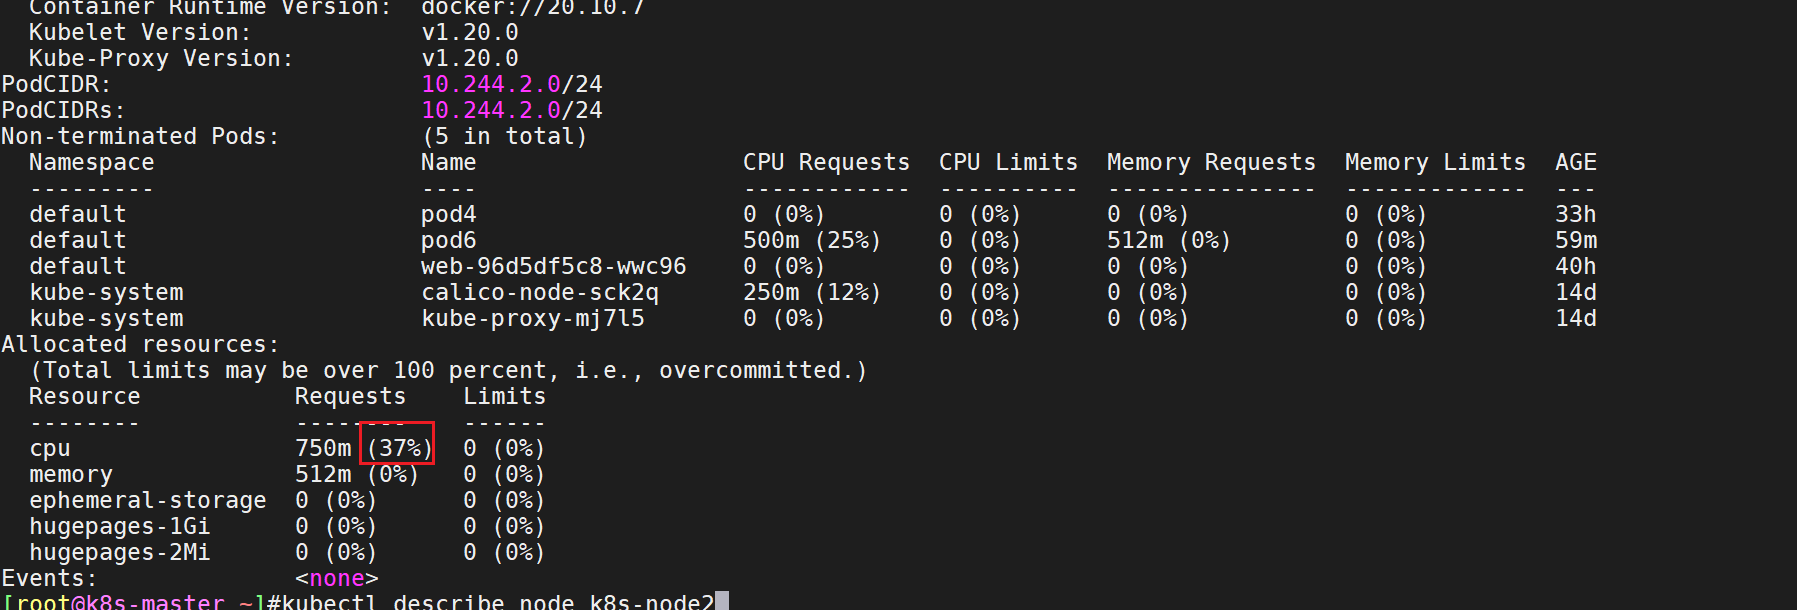 Container Runtime Version:  docker://20.10.7
  Kubelet Version:            v1.20.0
  Kube-Proxy Version:         v1.20.0
PodCIDR:                      10.244.2.0/24
PodCIDRs:                     10.244.2.0/24
Non-terminated Pods:          (5 in total)
  Namespace                   Name                   CPU Requests  CPU Limits  Memory Requests  Memory Limits  AGE
  ---------                   ----                   ------------  ----------  ---------------  -------------  ---
  default                     pod4                   0 (0%)        0 (0%)      0 (0%)           0 (0%)         33h
  default                     pod6                   500m (25%)    0 (0%)      512m (0%)        0 (0%)         59m
  default                     web-96d5df5c8-wwc96    0 (0%)        0 (0%)      0 (0%)           0 (0%)         40h
  kube-system                 calico-node-sck2q      250m (12%)    0 (0%)      0 (0%)           0 (0%)         14d
  kube-system                 kube-proxy-mj7l5       0 (0%)        0 (0%)      0 (0%)           0 (0%)         14d
Allocated resources:
  (Total limits may be over 100 percent, i.e., overcommitted.)
  Resource           Requests    Limits
  --------           --------    ------
  cpu                750m (37%)  0 (0%)
  memory             512m (0%)   0 (0%)
  ephemeral-storage  0 (0%)      0 (0%)
  hugepages-1Gi      0 (0%)      0 (0%)
  hugepages-2Mi      0 (0%)      0 (0%)
Events:              <none>
[root@k8s-master ~]#kubectl describe node k8s-node2